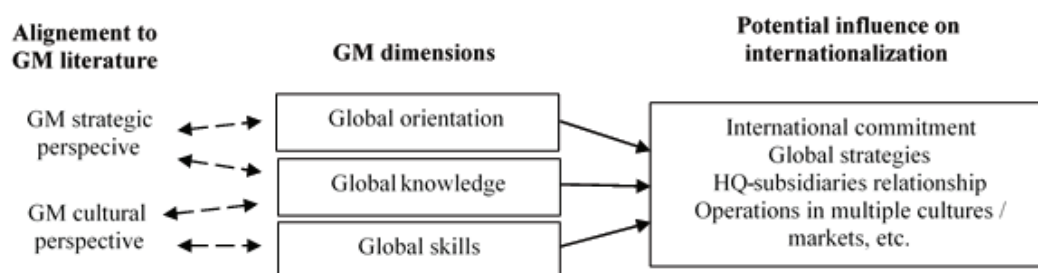 Alignement to
GM literature
GM dimensions
Potential influence on
internationalization
GM strategic
perspecive
GM cultural
perspective
Global orientation
Global knowledge
Global skills
International commitment
Global strategies
HQ-subsidiaries relationship
Operations in multiple cultures /
markets, etc.